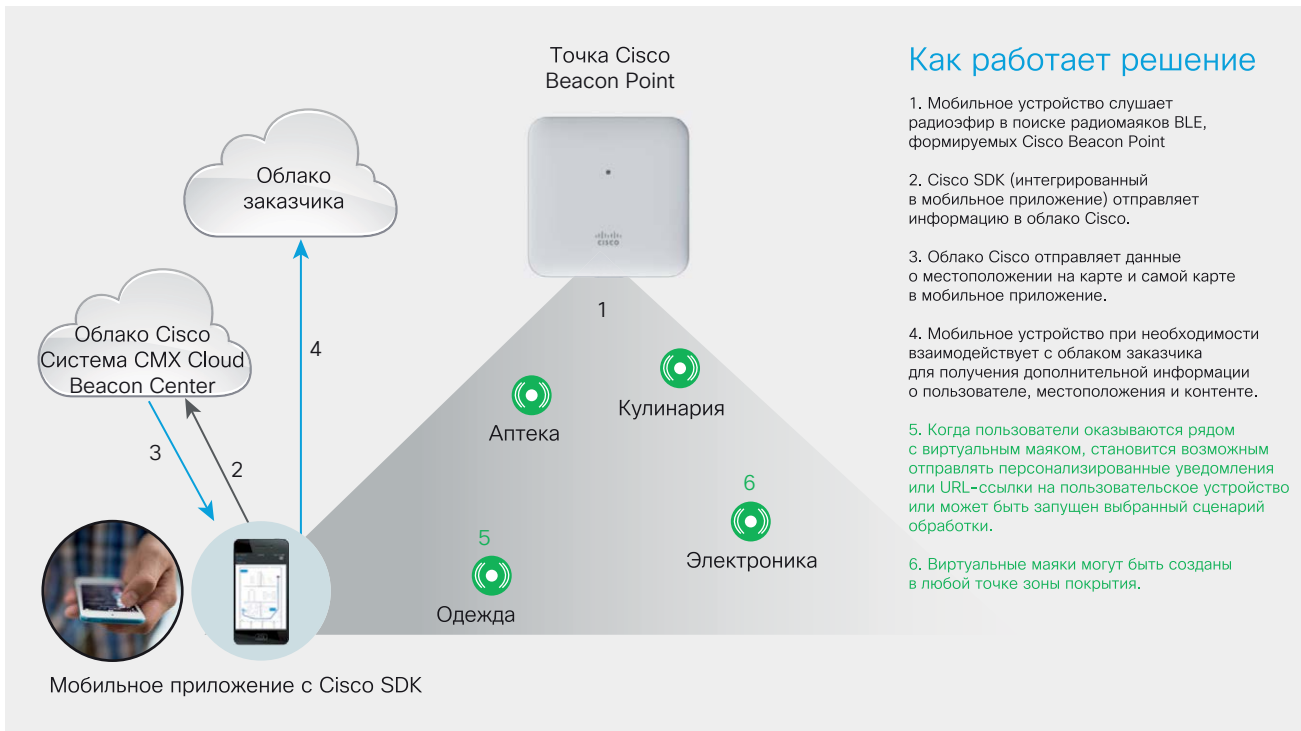 Точка Cisco
Beacon Point
Облако
заказчика
cisco
Облако Cisco
Система CMX Cloud
Beacon Center
1
4
3
2
Кулинария
Аптека
6
Электроника
5
Одежда
Мобильное приложение с Cisco SDK
Как работает решение
1. Мобильное устройство слушает
радиоэфир в поиске радиомаяков BLE,
формируемых Cisco Beacon Point
2. Cisco SDK (интегрированный
в мобильное приложение) отправляет
информацию в облако Cisco.
3. Облако Cisco отправляет данные
о местоположении на карте и самой карте
в мобильное приложение.
4. Мобильное устройство при необходимости
взаимодействует с облаком заказчика
для получения дополнительной информации
о пользователе, местоположения и контенте.
5. Когда пользователи оказываются рядом
с виртуальным маяком, становится возможным
отправлять персонализированные уведомления
или URL-ссылки на пользовательское устройство
или может быть запущен выбранный сценарий
обработки.
6. Виртуальные маяки могут быть созданы
в любой точке зоны покрытия.